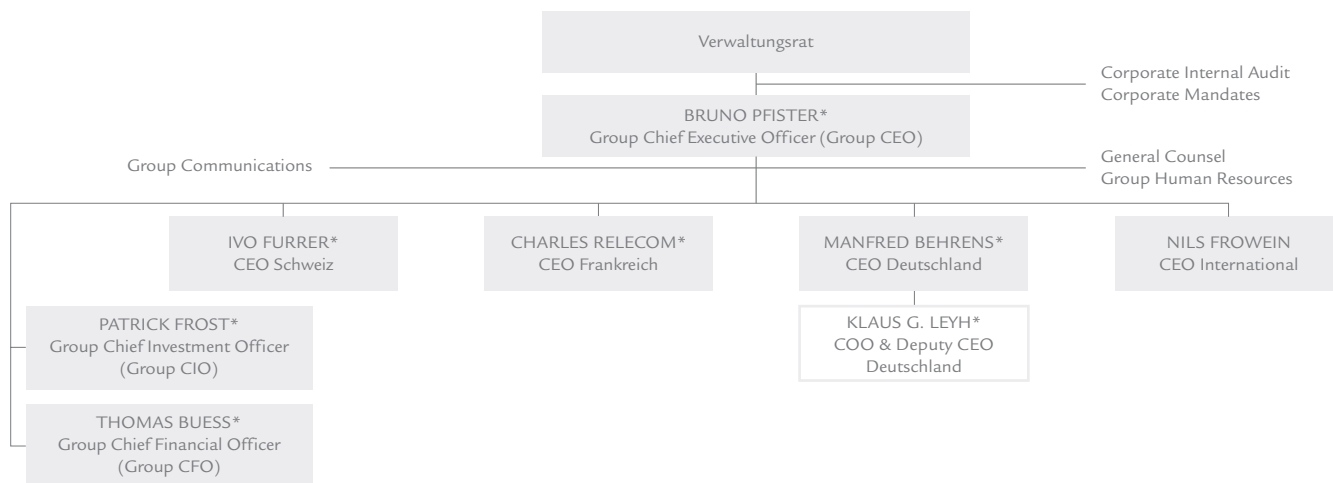 Verwaltungsrat
Corporate Internal Audit
Corporate Mandates
BRUNO PFISTER*
Group Chief Executive Officer (Group CEO)
Group Communications
General Counsel
Group Human Resources
IVO FURRER*
CEO Schweiz
CHARLES RELECOM*
CEO Frankreich
MANFRED BEHRENS*
CEO Deutschland
NILS FROWEIN
CEO International
PATRICK FROST*
Group Chief Investment Officer
(Group CIO)
KLAUS G. LEYH*
COO & Deputy CEO
Deutschland
THOMAS BUESS*
Group Chief Financial Officer
(Group CFO)